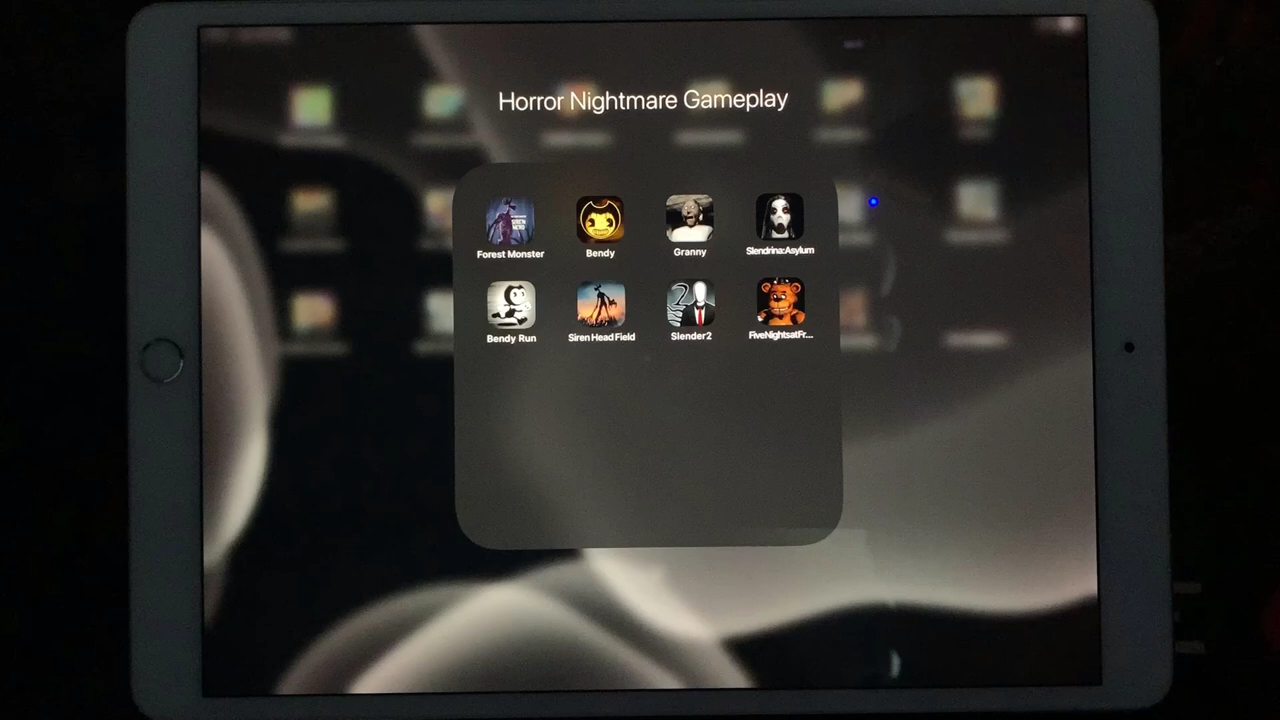 Horror Nightmare Gameplay
Forest Monster
Bendy
Granny
Slendrina:Asylum
Bendy Run
Siren Head Field
Slender2
FiveNightsatFr...